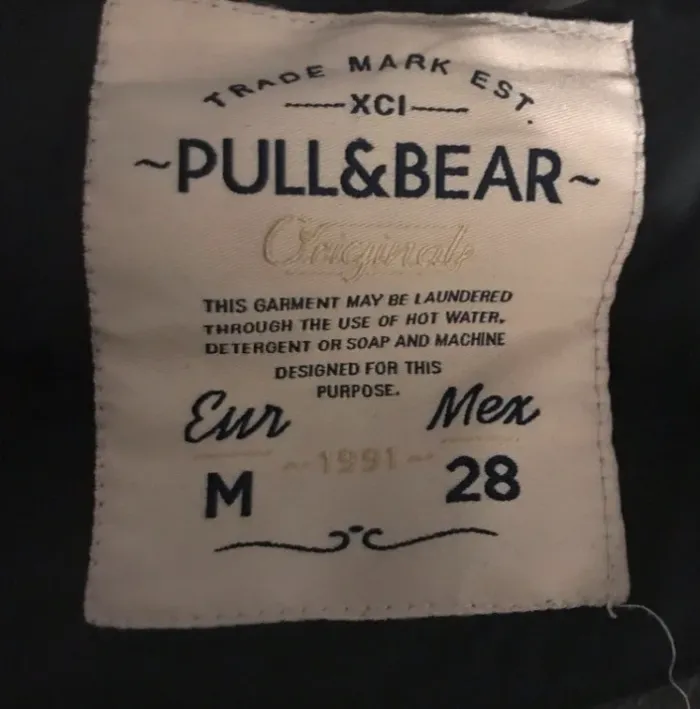 TRADE MARK EST.
XCI
~PULL&BEAR~
Originals
THIS GARMENT MAY BE LAUNDERED
THROUGH THE USE OF HOT WATER,
DETERGENT OR SOAP AND MACHINE
DESIGNED FOR THIS
PURPOSE.
Eur Mex
~1991~
M 28